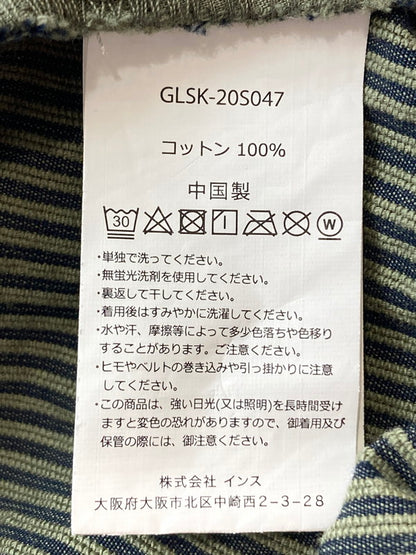 GLSK-20S047
コットン 100%
中国製
30 W
・単独で洗ってください。
・無蛍光洗剤を使用してください。
・裏返して干してください。
・着用後はすみやかに洗濯してください。
・水や汗、摩擦等によって多少色落ちや色移り
することがあります。ご注意ください。
・ヒモやベルトの巻き込みや引っ掛かりに注意
してください。
・この商品は、強い日光(又は照明)を長時間受け
ますと変色の恐れがありますので、御着用及び
保管の際には、御注意ください。
株式会社 インス
大阪府大阪市北区中崎西2-3-28